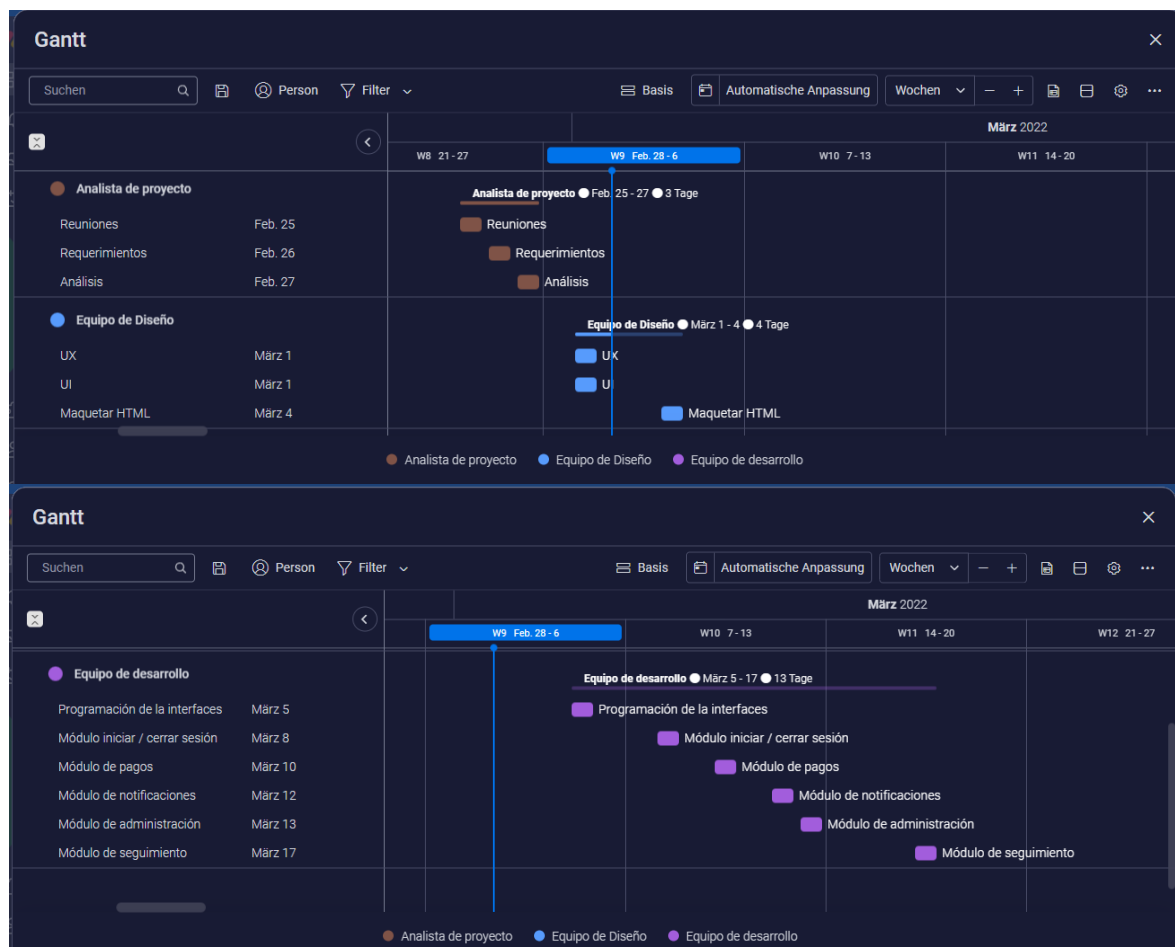 Gantt
Suchen Person Filter Basis Automatische Anpassung Wochen
März 2022
W8 21 - 27 W9 Feb. 28 - 6 W10 7 - 13 W11 14 - 20
Analista de proyecto Analista de proyecto Feb. 25 - 27 3 Tage
Reuniones Feb. 25 Reuniones
Requerimientos Feb. 26 Requerimientos
Análisis Feb. 27 Análisis
Equipo de Diseño Equipo de Diseño März 1 - 4 4 Tage
UX März 1 UX
UI März 1 UI
Maquetar HTML März 4 Maquetar HTML
Analista de proyecto Equipo de Diseño Equipo de desarrollo
Gantt
Suchen Person Filter Basis Automatische Anpassung Wochen
März 2022
W9 Feb. 28 - 6 W10 7 - 13 W11 14 - 20 W12 21 - 27
Equipo de desarrollo Equipo de desarrollo März 5 - 17 13 Tage
Programación de la interfaces März 5 Programación de la interfaces
Módulo iniciar / cerrar sesión März 8 Módulo iniciar / cerrar sesión
Módulo de pagos März 10 Módulo de pagos
Módulo de notificaciones März 12 Módulo de notificaciones
Módulo de administración März 13 Módulo de administración
Módulo de seguimiento März 17 Módulo de seguimiento
Analista de proyecto Equipo de Diseño Equipo de desarrollo